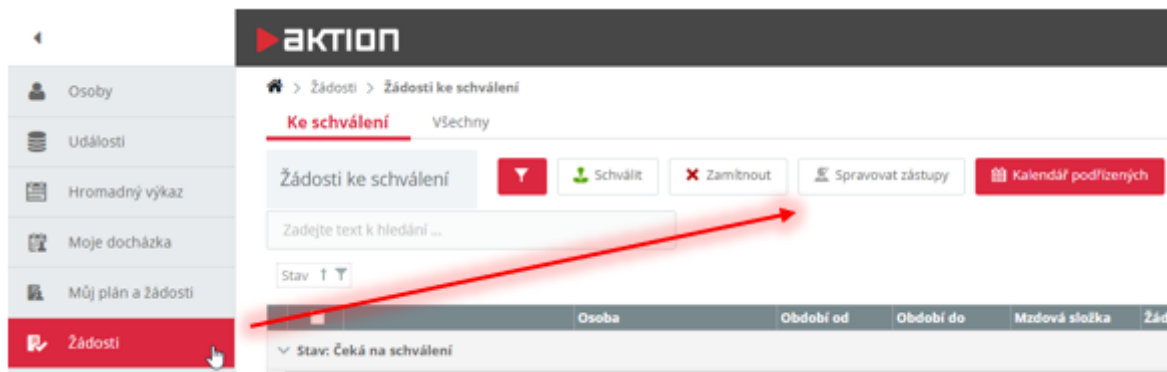 aktion
Osoby
Události
Hromadný výkaz
Moje docházka
Můj plán a žádosti
Žádosti
> Žádosti > Žádosti ke schválení
Ke schválení Všechny
Žádosti ke schválení Schválit Zamítnout Spravovat zástupy Kalendář podřízených
Zadejte text k hledání ...
Stav ↑
Osoba Období od Období do Mzdová složka Žád
Stav: Čeká na schválení